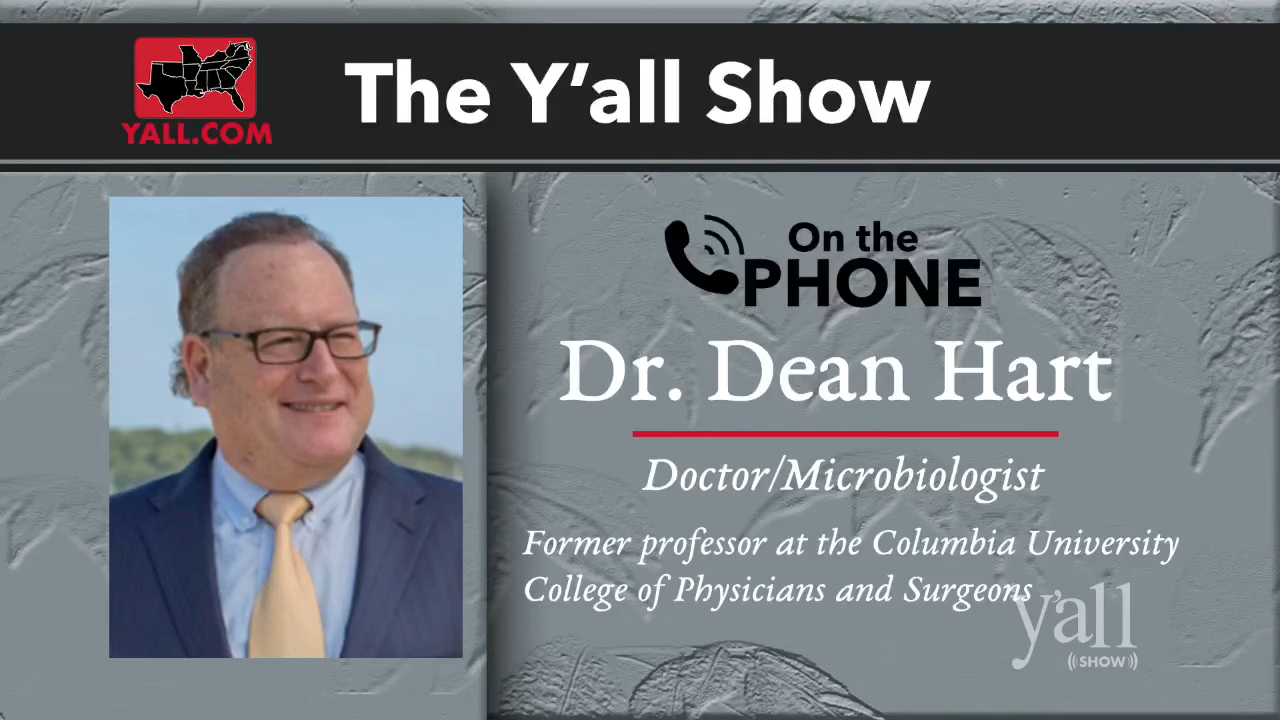 YALL.COM
The Y'all Show
On the
PHONE
Dr. Dean Hart
Doctor/Microbiologist
Former professor at the Columbia University
College of Physicians and Surgeons
y'all
SHOW